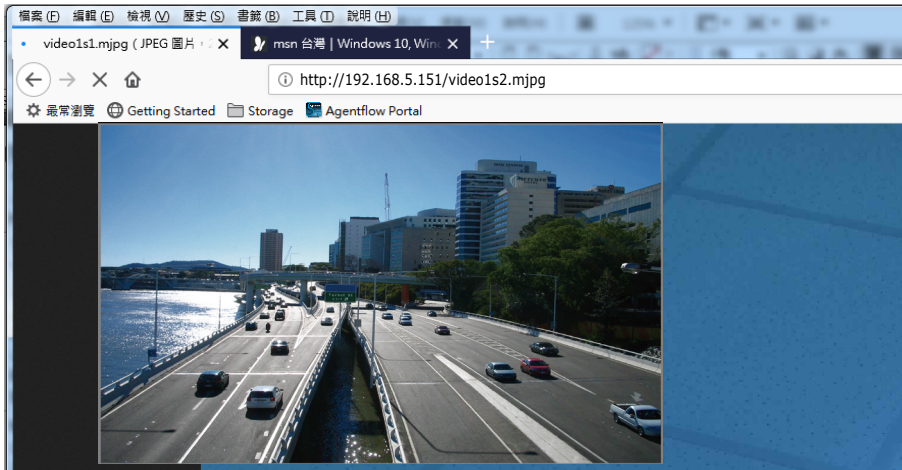 檔案 (F) 編輯 (E) 檢視 (V) 歷史 (S) 書籤 (B) 工具 (T) 說明 (H)
video1s1.mjpg ( JPEG 圖片, msn 台灣 | Windows 10, Win
http://192.168.5.151/video1s2.mjpg
最常瀏覽 Getting Started Storage Agentflow Portal
Mercure